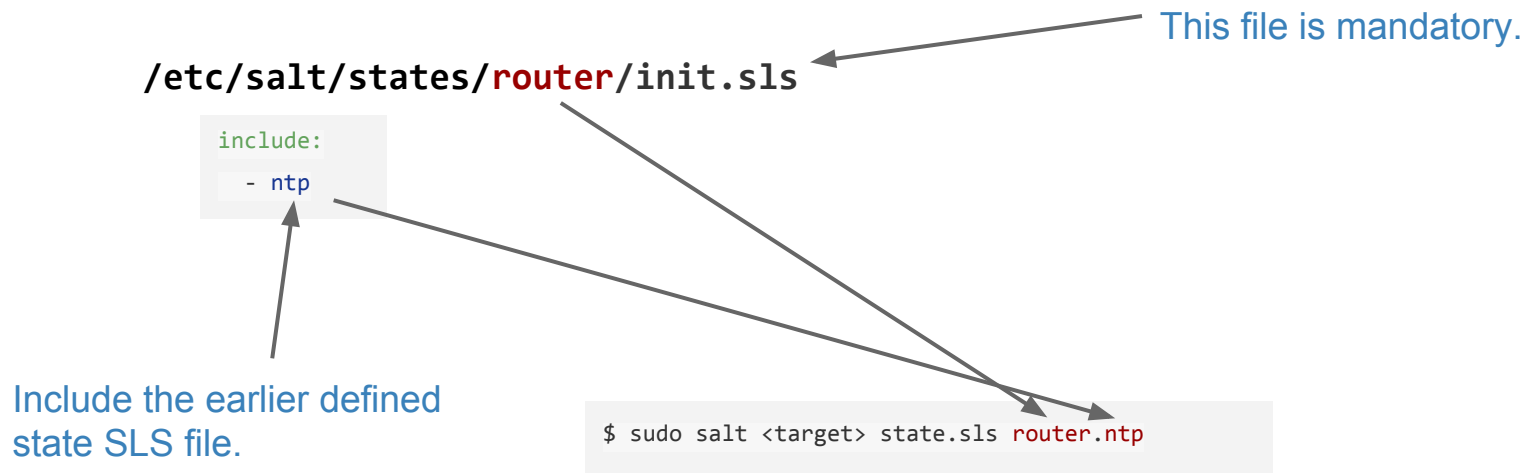 This file is mandatory.
/etc/salt/states/router/init.sls
include:
  - ntp
Include the earlier defined
state SLS file.
$ sudo salt <target> state.sls router.ntp